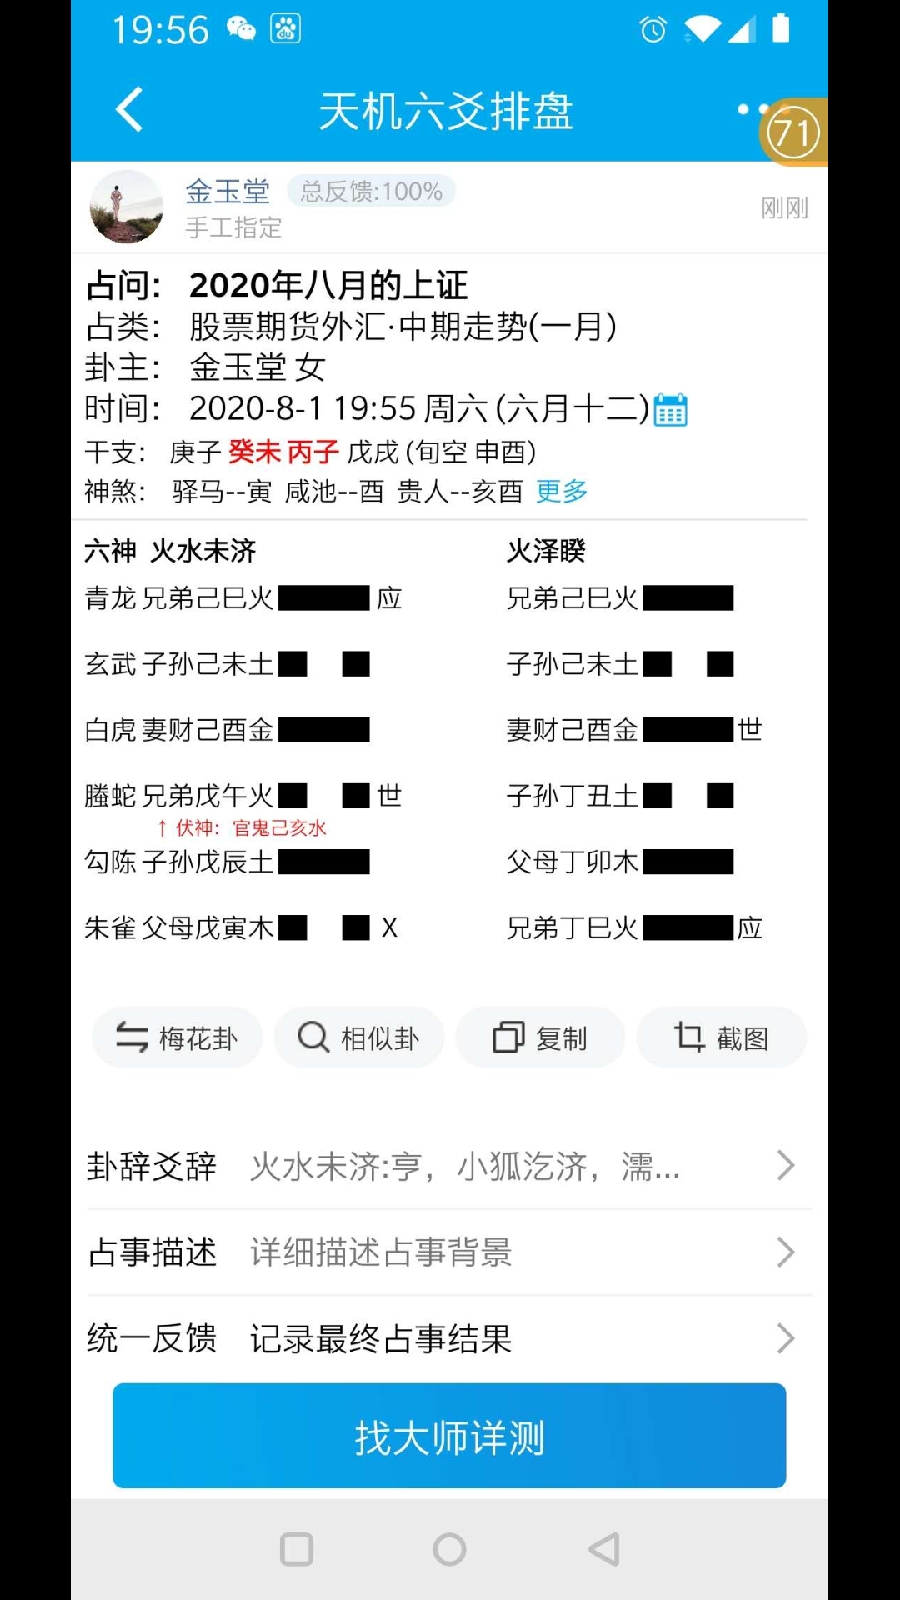 19:56
天机六爻排盘
71
金玉堂 总反馈:100%
手工指定
刚刚
占问: 2020年八月的上证
占类: 股票期货外汇·中期走势(一月)
卦主: 金玉堂 女
时间: 2020-8-1 19:55 周六 (六月十二)
干支: 庚子 癸未 丙子 戊戌 (旬空 申酉)
神煞: 驿马--寅 咸池--酉 贵人--亥酉 更多
六神 火水未济 火泽睽
青龙 兄弟己巳火 应 兄弟己巳火
玄武 子孙己未土 子孙己未土
白虎 妻财己酉金 妻财己酉金 世
螣蛇 兄弟戊午火 世 子孙丁丑土
↑ 伏神: 官鬼己亥水
勾陈 子孙戊辰土 父母丁卯木
朱雀 父母戊寅木 X 兄弟丁巳火 应
梅花卦 相似卦 复制 截图
卦辞爻辞 火水未济:亨，小狐汔济，濡...
占事描述 详细描述占事背景
统一反馈 记录最终占事结果
找大师详测